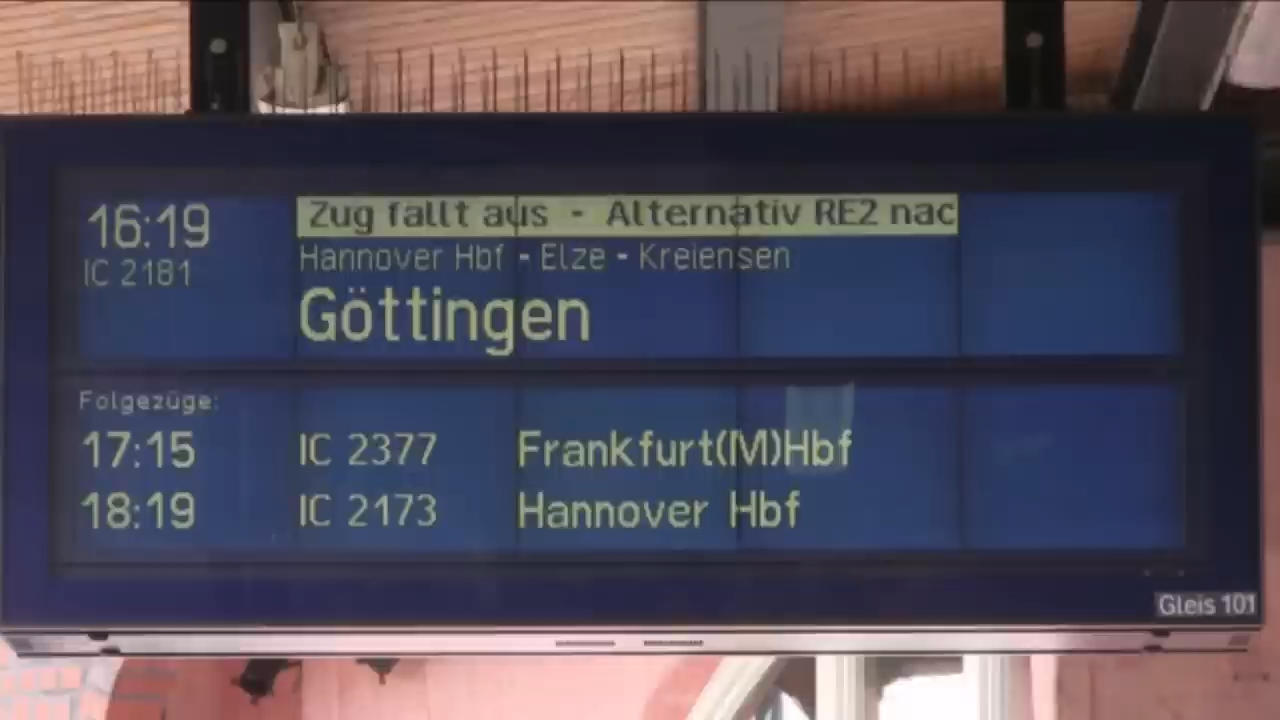 16:19
Zug fällt aus - Alternativ RE2 nac
IC 2181
Hannover Hbf - Elze - Kreiensen
Göttingen
Folgezüge:
17:15 IC 2377 Frankfurt(M)Hbf
18:19 IC 2173 Hannover Hbf
Gleis 101